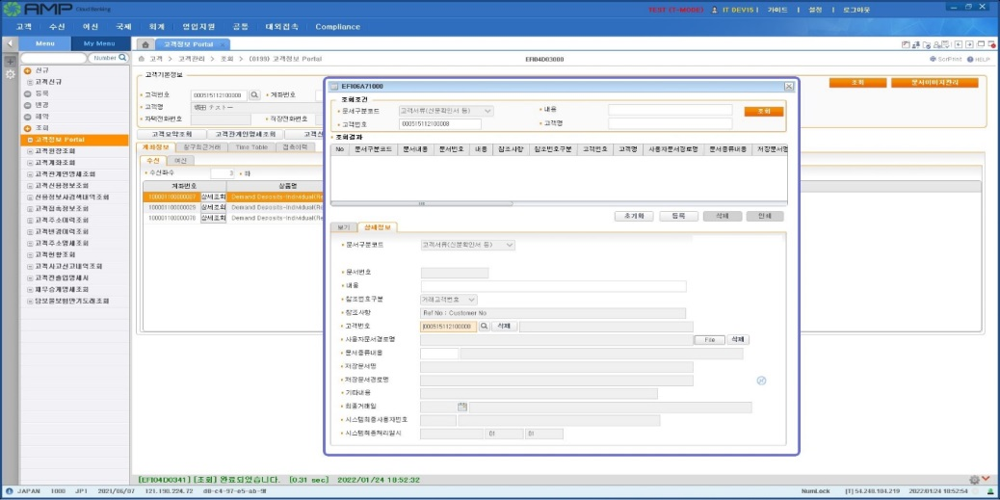 AMP Cloud Banking
TEST (T-MODE) IT DEVIS | 가이드 | 설정 | 로그아웃
고객 수신 여신 국제 회계 영업지원 공통 대외접속 Compliance
Menu My Menu 고객정보 Portal
Number 고객 > 고객관리 > 조회 > (0193) 고객정보 Portal EFI04D03000 ScrPrint HELP
신규
고객신규
등록
변경
해약
조회
고객정보 Portal
고객원장조회
고객계좌조회
고객관계인명세조회
고객신용정보조회
신용정보사검색내역조회
고객접속정보조회
고객주소이력조회
고객변경이력조회
고객주소명세조회
고객현황조회
고객사고신고내역조회
고객전출입명세서
채무승계명세조회
담보물보험만기도래조회
고객기본정보
조회 문서이미지관리
고객번호 000515112100008 계좌번호
고객명
자택전화번호 직장전화번호
고객요약조회 고객관계인명세조회 고객신
계좌정보 Time Table 접촉이력
수신 여신
수신좌수 3 좌
계좌번호 상품명
100001100000007 상세조회 Demand Deposits-Individual(Re
100001100000029 상세조회 Demand Deposits-Individual(Re
100001100000078 상세조회 Demand Deposits-Individual(Re
EFI06A71000
조회조건
문서구분코드 고객서류(신분확인서 등) 내용 조회
고객번호 000515112100008 고객명
조회결과
No 문서구분코드 문서내용 문서번호 내용 참조사항 참조번호구분 고객번호 고객명 사용자문서경로명 문서종류내용 저장문서명
초기화 등록 삭제 인쇄
보기 상세정보
문서구분코드 고객서류(신분확인서 등)
문서번호
내용
참조번호구분 거래고객번호
참조사항 Ref No : Customer No
고객번호 000515112100008 삭제
사용자문서경로명 File 삭제
문서종류내용
저장문서명
저장문서경로명
기타내용
최종거래일
시스템최종사용자번호
시스템최종처리일시 01 01
[EFI04D0341] [조회] 완료되었습니다. [0.31 sec] 2022/01/24 18:52:32
JAPAN 1000 JP1 2021/06/07 121.190.224.72 d8-c4-97-e5-ab-9f NumLock [T] 54.248.104.219 2022/01/24 18:52:54